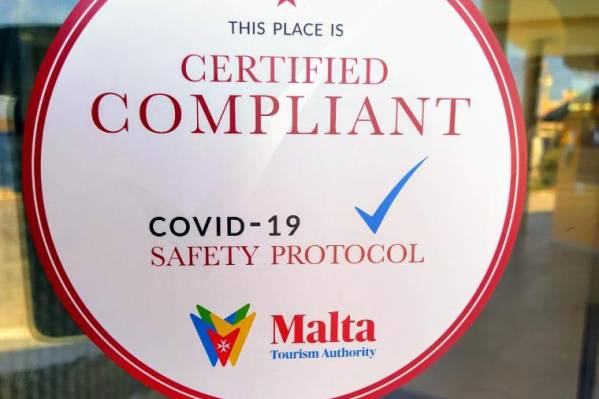 THIS PLACE IS
CERTIFIED
COMPLIANT
COVID-19
SAFETY PROTOCOL
Malta
Tourism Authority